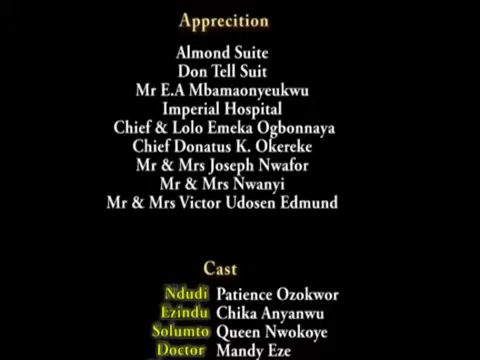 Apprecition
Almond Suite
Don Tell Suit
Mr E.A Mbamaonyeukwu
Imperial Hospital
Chief & Lolo Emeka Ogbonnaya
Chief Donatus K. Okereke
Mr & Mrs Joseph Nwafor
Mr & Mrs Nwanyi
Mr & Mrs Victor Udosen Edmund
Cast
Ndudi Patience Ozokwor
Ezindu Chika Anyanwu
Solumto Queen Nwokoye
Doctor Mandy Eze